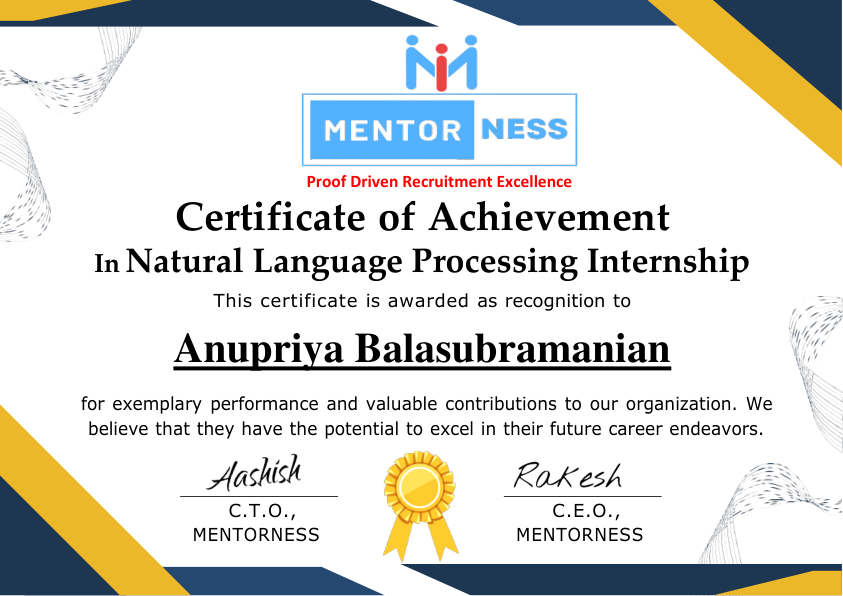 MENTOR NESS
Proof Driven Recruitment Excellence
Certificate of Achievement
In Natural Language Processing Internship
This certificate is awarded as recognition to
Anupriya Balasubramanian
for exemplary performance and valuable contributions to our organization. We
believe that they have the potential to excel in their future career endeavors.
Aashish Rakesh
C.T.O., C.E.O.,
MENTORNESS MENTORNESS